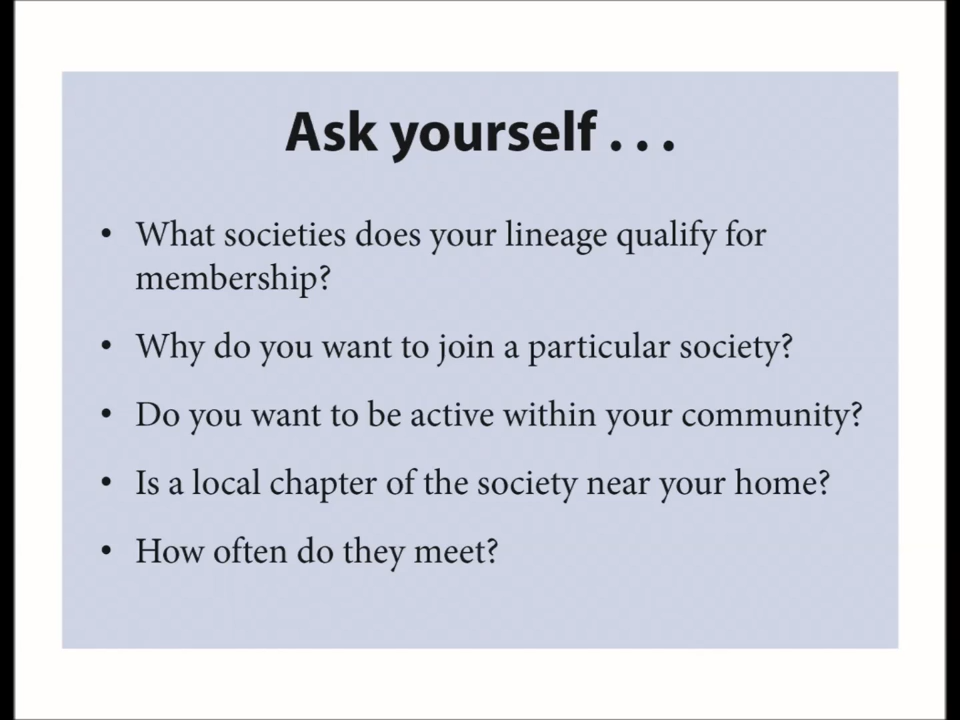 Ask yourself . . .
• What societies does your lineage qualify for
membership?
• Why do you want to join a particular society?
• Do you want to be active within your community?
• Is a local chapter of the society near your home?
• How often do they meet?